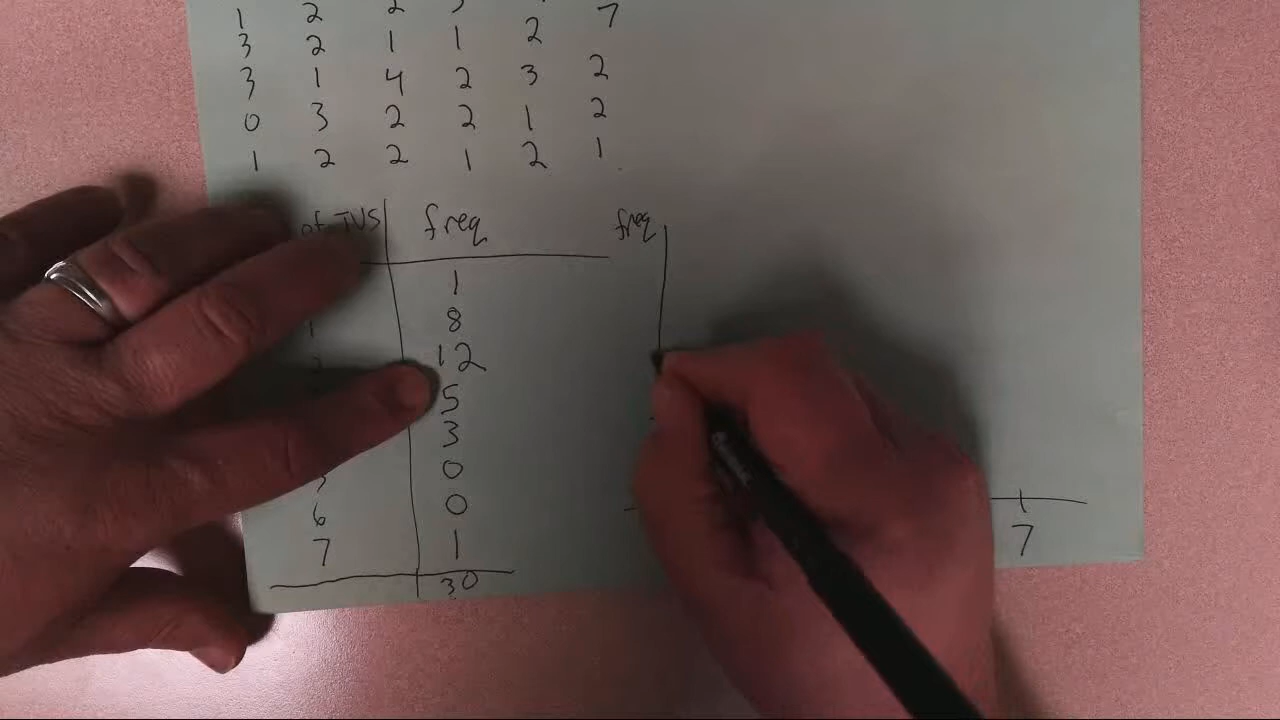 1 2 2 3 7
3 2 1 1 2
3 1 4 2 3 2
0 3 2 2 1 2
1 2 2 1 2 1
of TVS freq freq
1
1 8
12
5
3
0
6 0
7 1
30
7